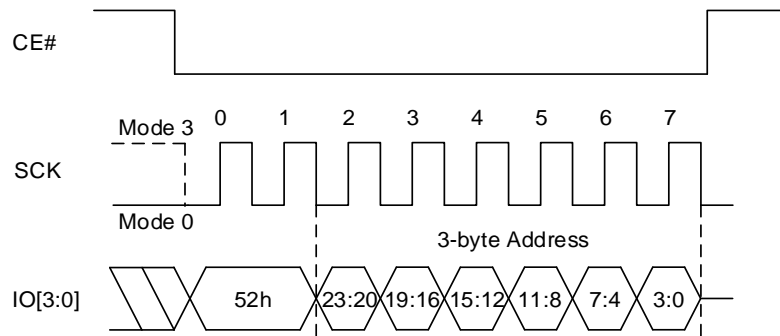 CE#
0 1 2 3 4 5 6 7
Mode 3
SCK
Mode 0
3-byte Address
IO[3:0] 52h 23:20 19:16 15:12 11:8 7:4 3:0